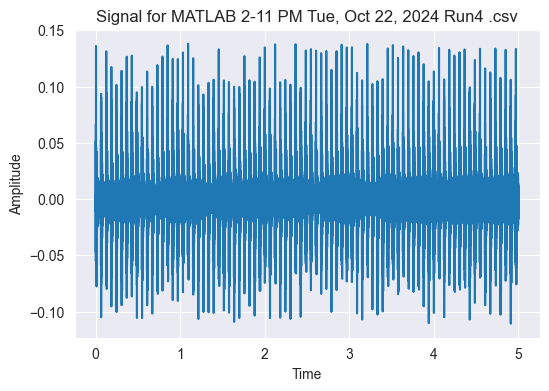 Signal for MATLAB 2-11 PM Tue, Oct 22, 2024 Run4 .csv
0.15
0.10
0.05
0.00
−0.05
−0.10
Amplitude
0 1 2 3 4 5
Time